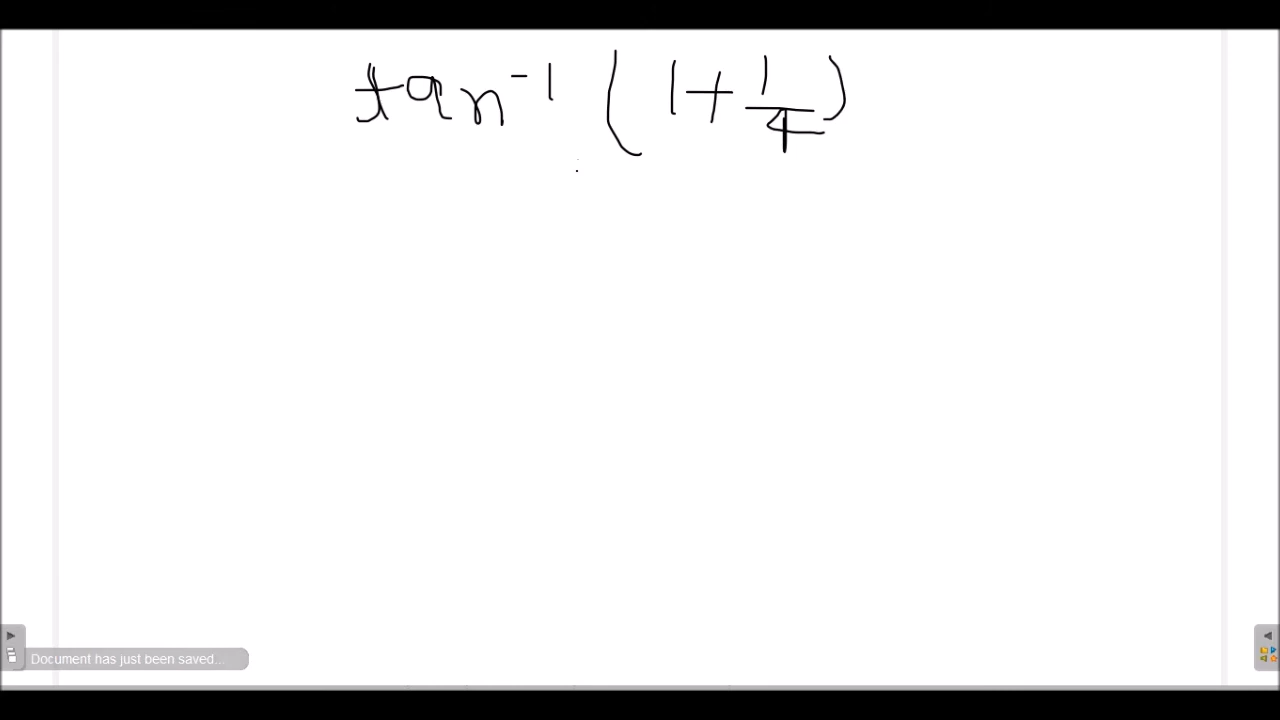 tan⁻¹ (1+1/4)
Document has just been saved...